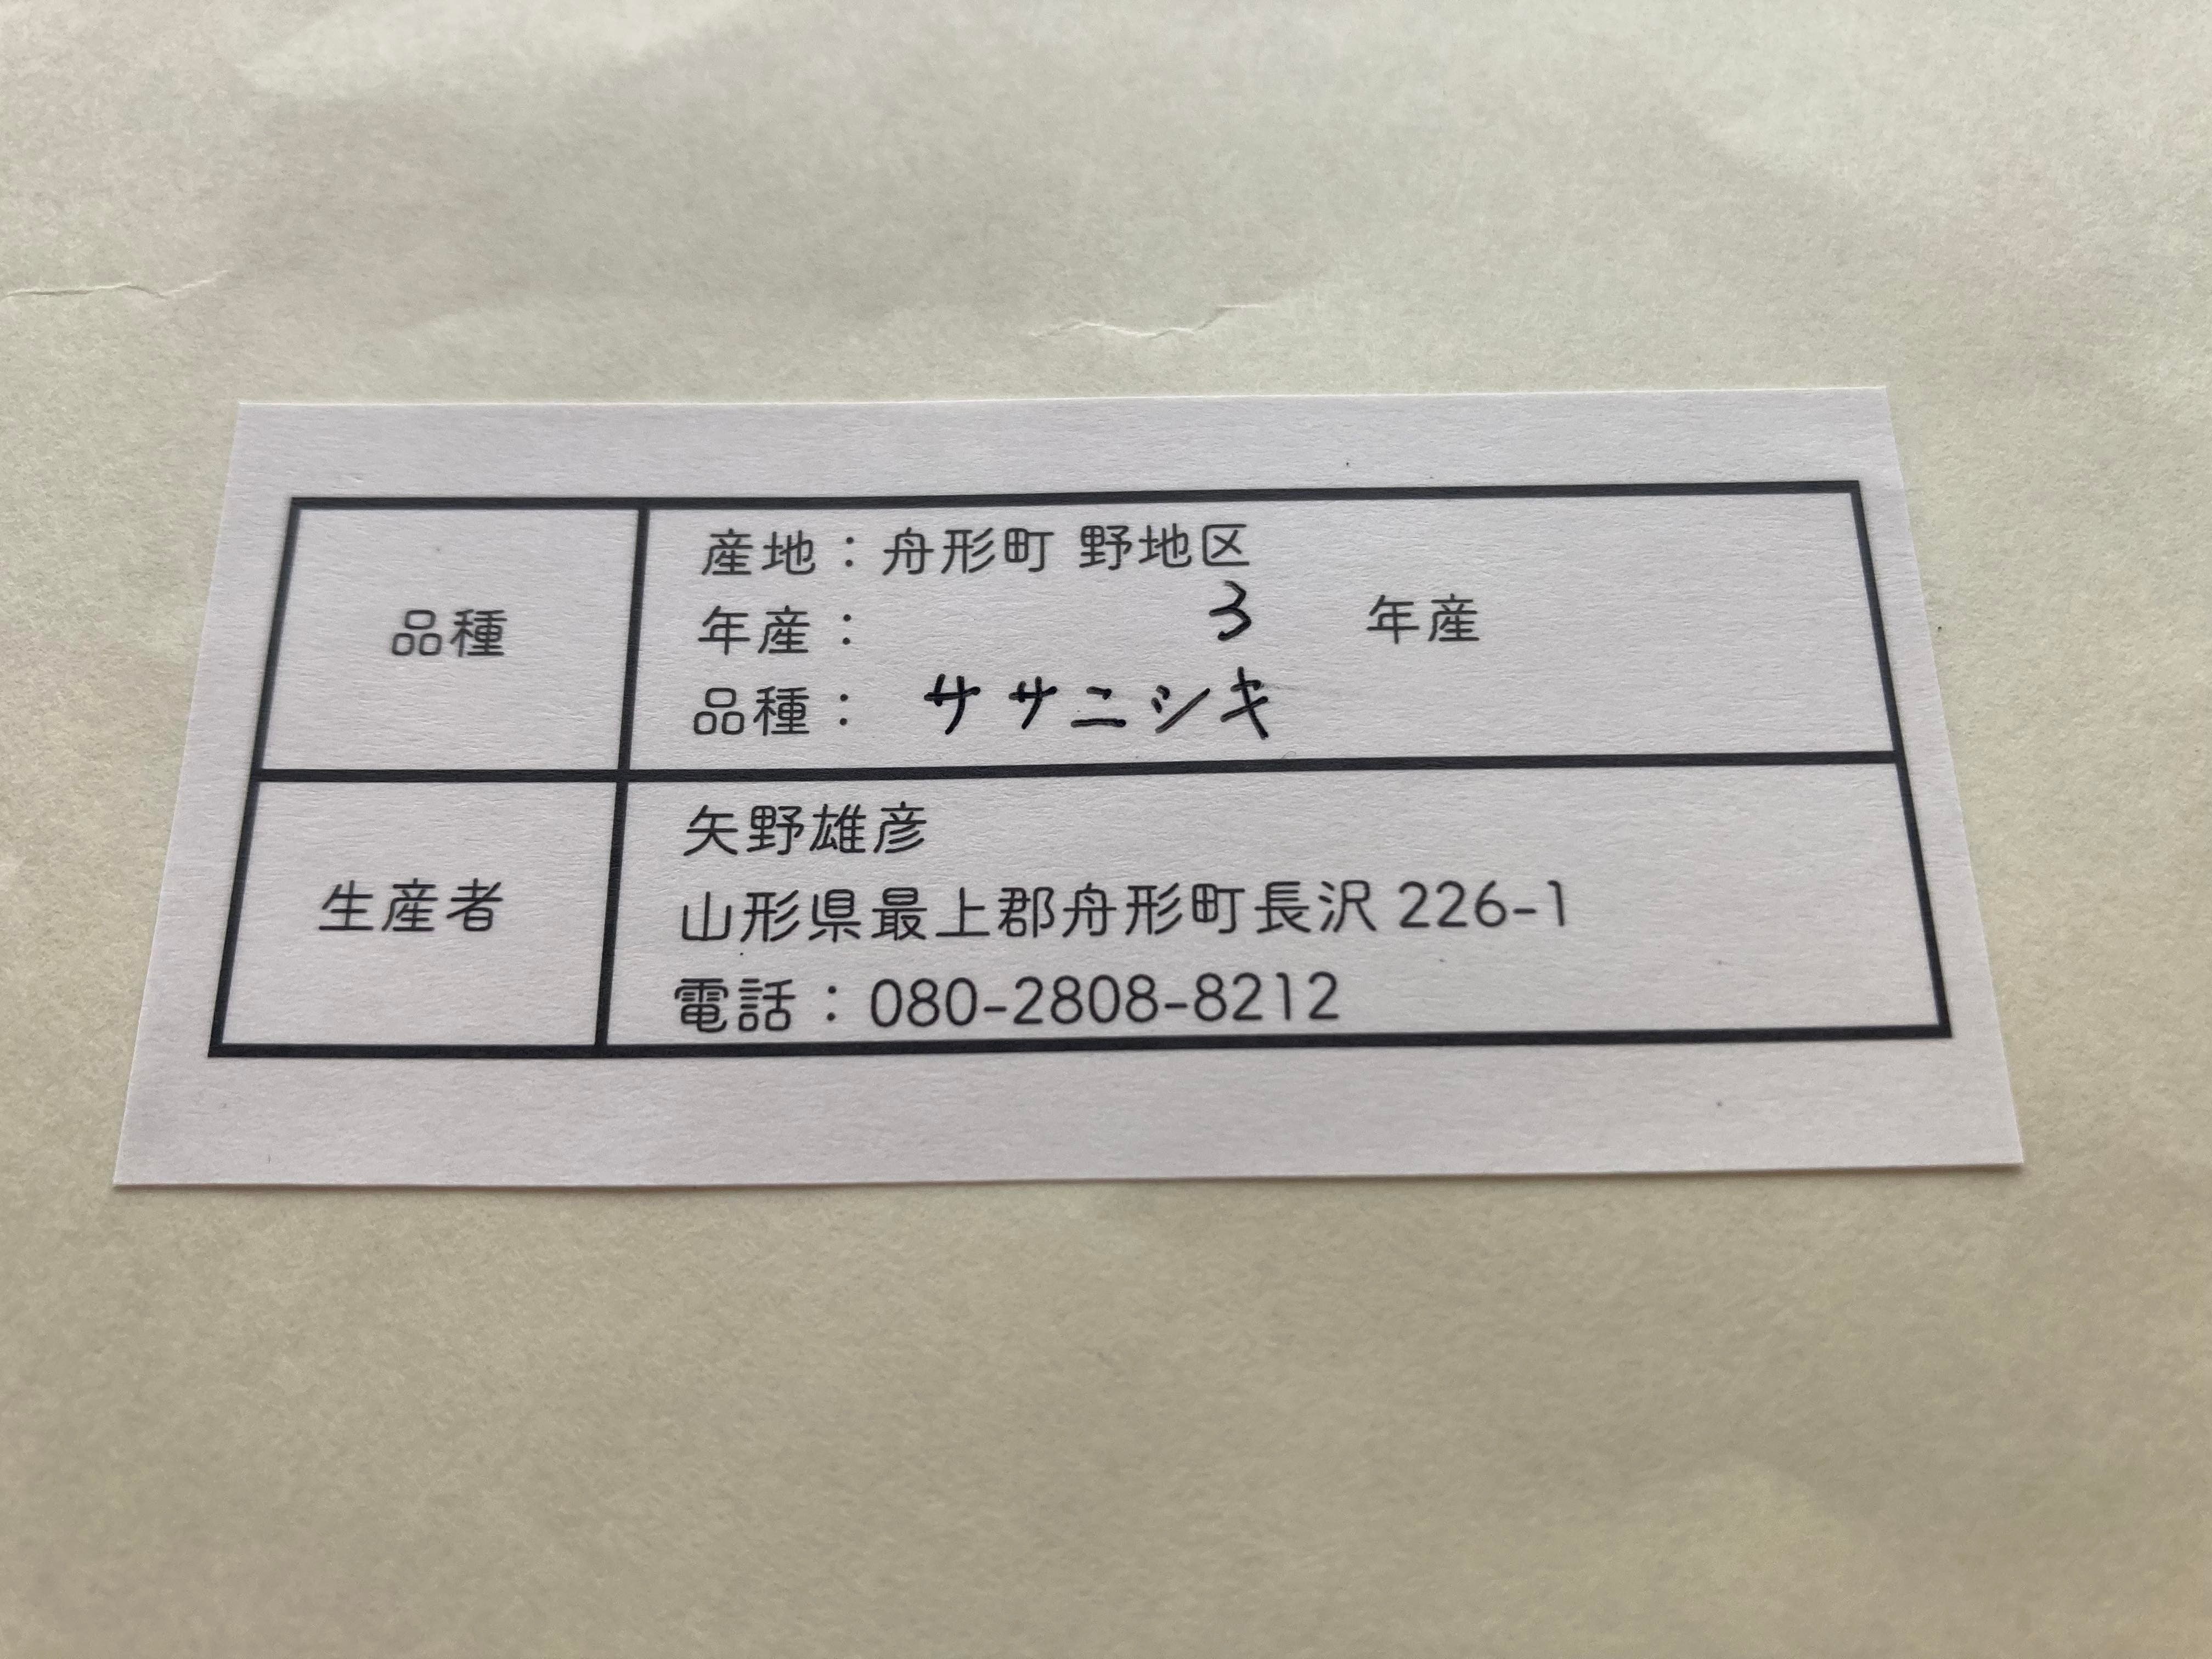 品種
産地：舟形町 野地区
年産： 3 年産
品種： ササニシキ
生産者
矢野雄彦
山形県最上郡舟形町長沢 226-1
電話：080-2808-8212